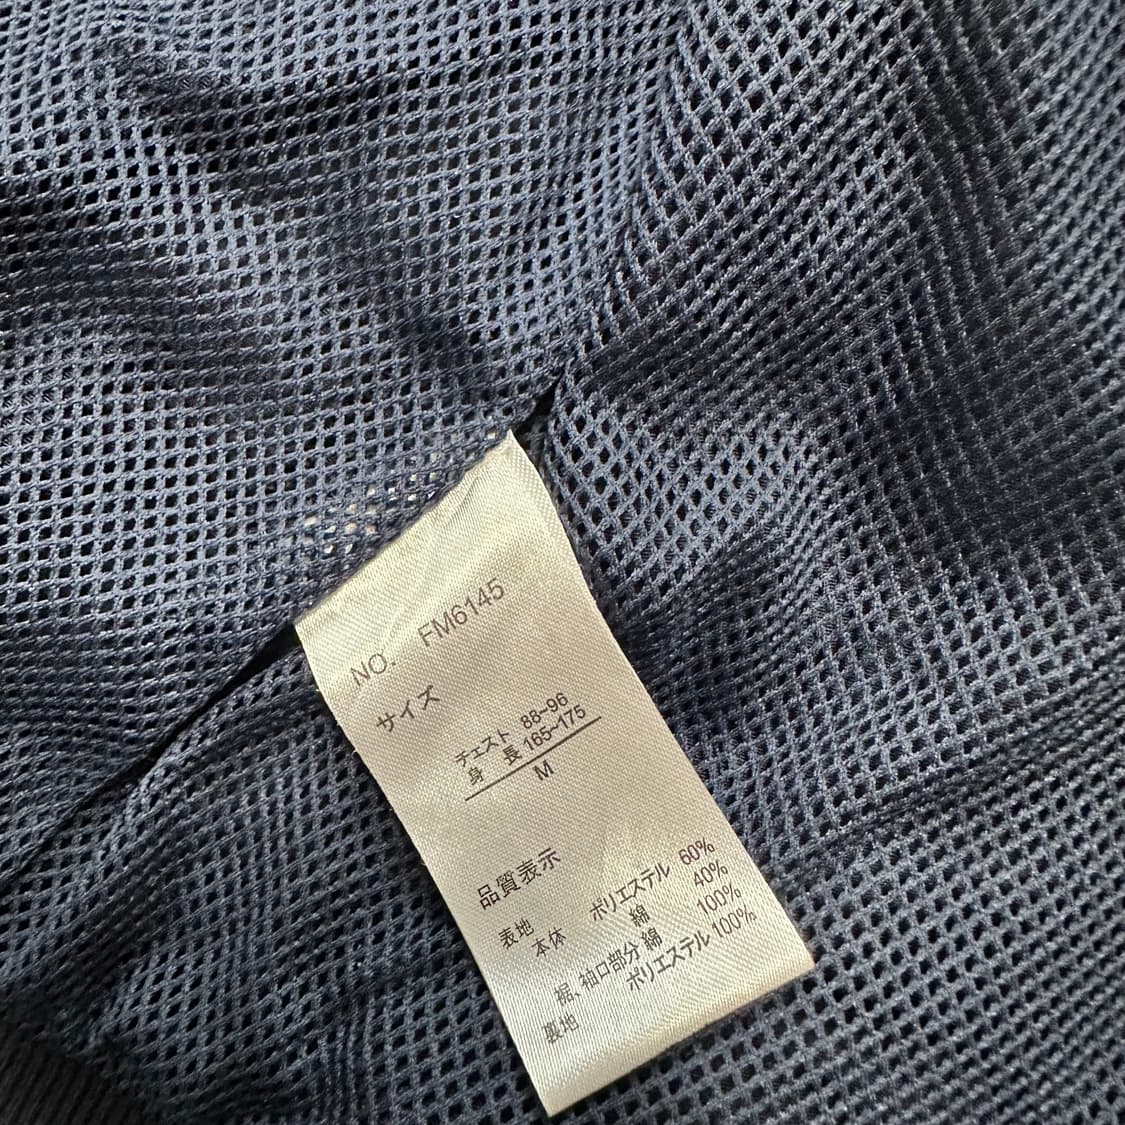 NO. FM6145
サイズ
チェスト 88~96
身 長 165~175
M
品質表示
表地
本体 ポリエステル 60%
綿 40%
裾、袖口部分 綿 100%
裏地 ポリエステル 100%